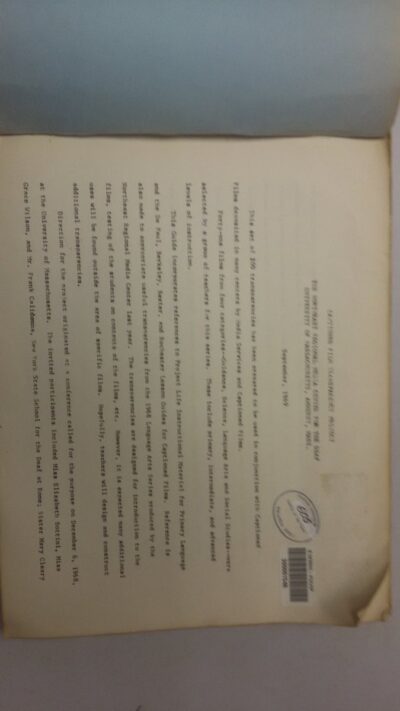 CAPTIONED FILM TRANSPARENCY PROJECT
THE NORTHEAST REGIONAL MEDIA CENTER FOR THE DEAF
UNIVERSITY OF MASSACHUSETTS, AMHERST, MASS.
September, 1969
This set of 300 transparencies has been prepared to be used in conjunction with Captioned
Films deposited in many centers by Media Services and Captioned Films.
Forty-one films from four categories--Guidance, Science, Language Arts and Social Studies--were
selected by a group of teachers for this series. These include primary, intermediate, and advanced
levels of instruction.
This Guide incorporates references to Project Life Instructional Material for Primary Language
and the De Paul, Berkeley, Baxter, and Rochester Lesson Guides for Captioned Films. Reference is
also made to appropriate useful transparencies from the 1968 Language Arts Series produced by the
Northeast Regional Media Center last year. The transparencies are designed for introduction to the
films, testing of the students on contents of the films, etc. However, it is expected many additional
uses will be found outside the area of specific films. Hopefully, teachers will design and construct
additional transparencies.
Direction for the project originated at a conference called for the purpose on December 6, 1968,
at the University of Massachusetts. The invited participants included Miss Elizabeth Bottini, Miss
Grace Wilson, and Mr. Frank Calidonna, New York State School for the Deaf at Rome; Sister Mary Cleary